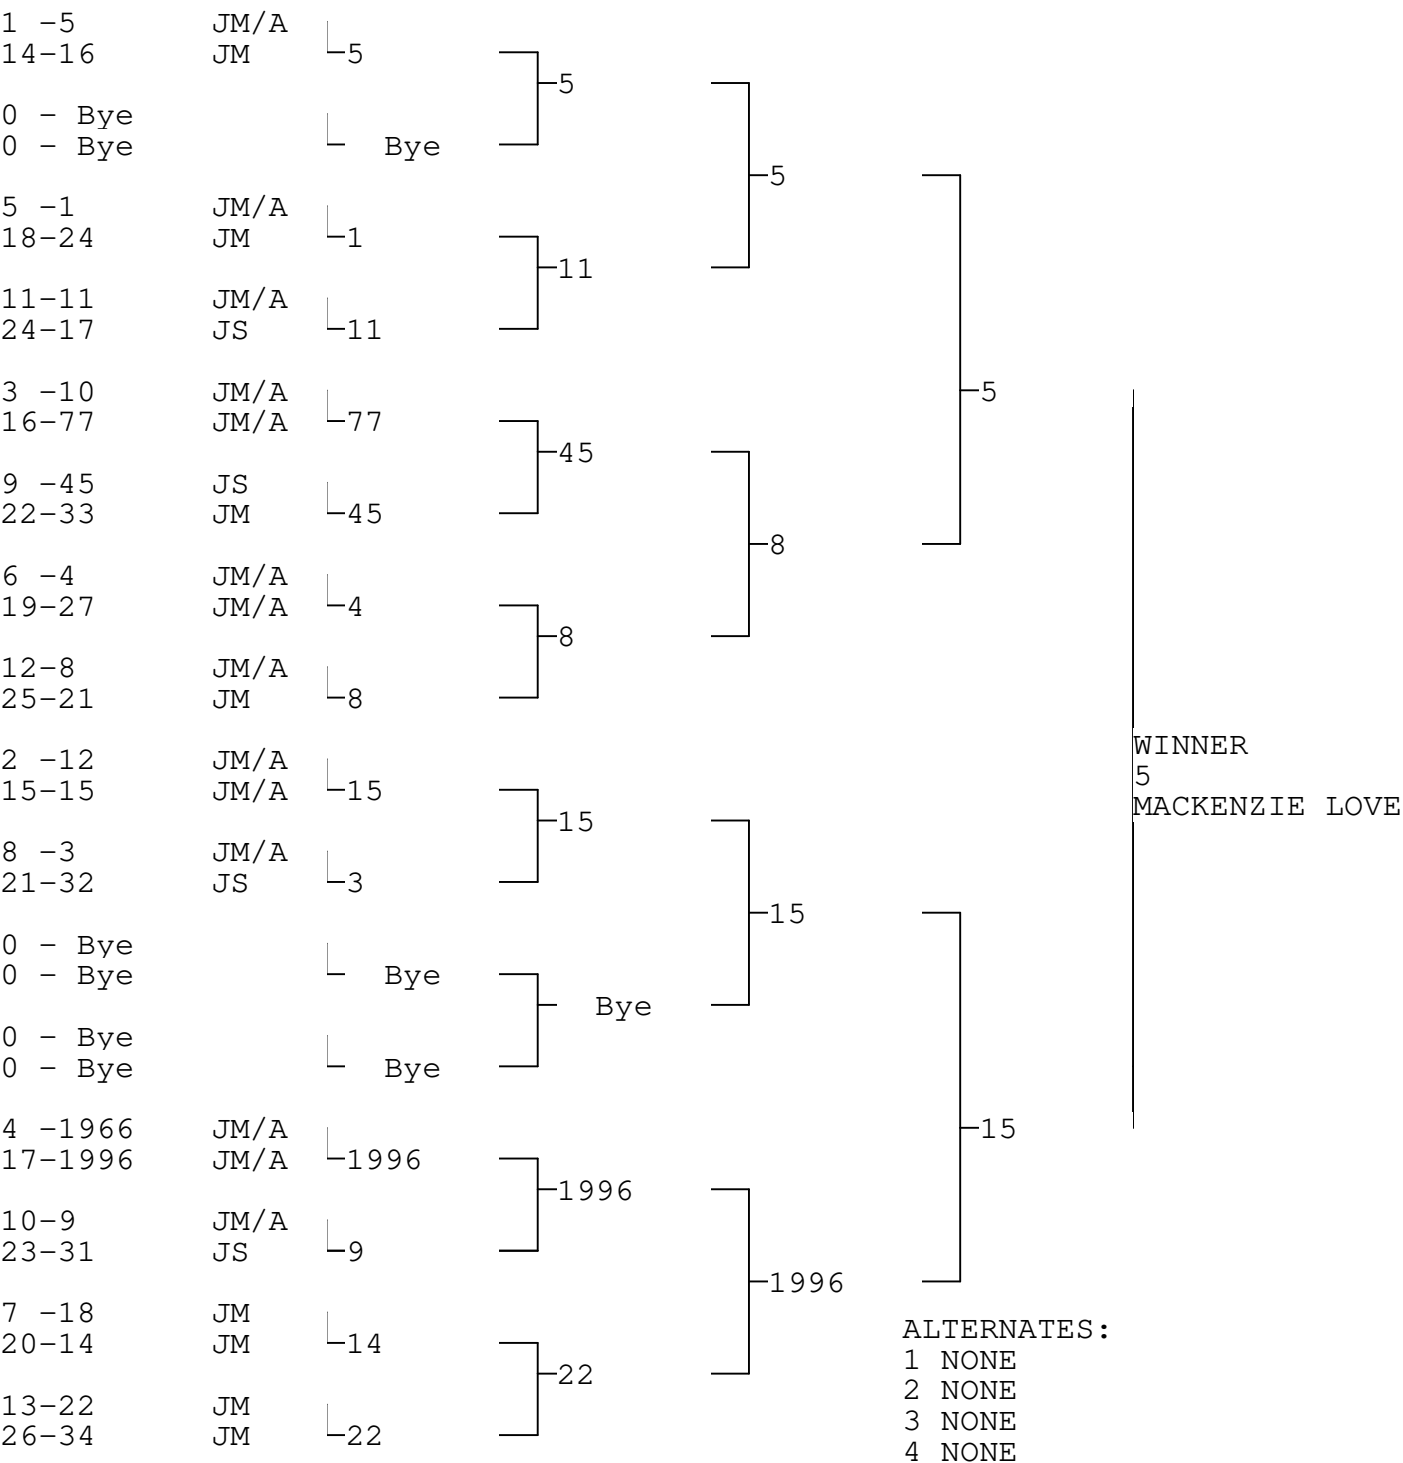 1 -5 JM/A
14-16 JM 5
5
0 - Bye
0 - Bye Bye
5
5 -1 JM/A
18-24 JM 1
11
11-11 JM/A
24-17 JS 11
3 -10 JM/A 5
16-77 JM/A 77
45
9 -45 JS
22-33 JM 45
8
6 -4 JM/A
19-27 JM/A 4
8
12-8 JM/A
25-21 JM 8
WINNER
2 -12 JM/A
5
15-15 JM/A 15
MACKENZIE LOVE
15
8 -3 JM/A
21-32 JS 3
15
0 - Bye
0 - Bye Bye
Bye
0 - Bye
0 - Bye Bye
4 -1966 JM/A 15
17-1996 JM/A 1996
1996
10-9 JM/A
23-31 JS 9
1996
7 -18 JM
ALTERNATES:
20-14 JM 14
1 NONE
22
2 NONE
13-22 JM
3 NONE
26-34 JM 22
4 NONE